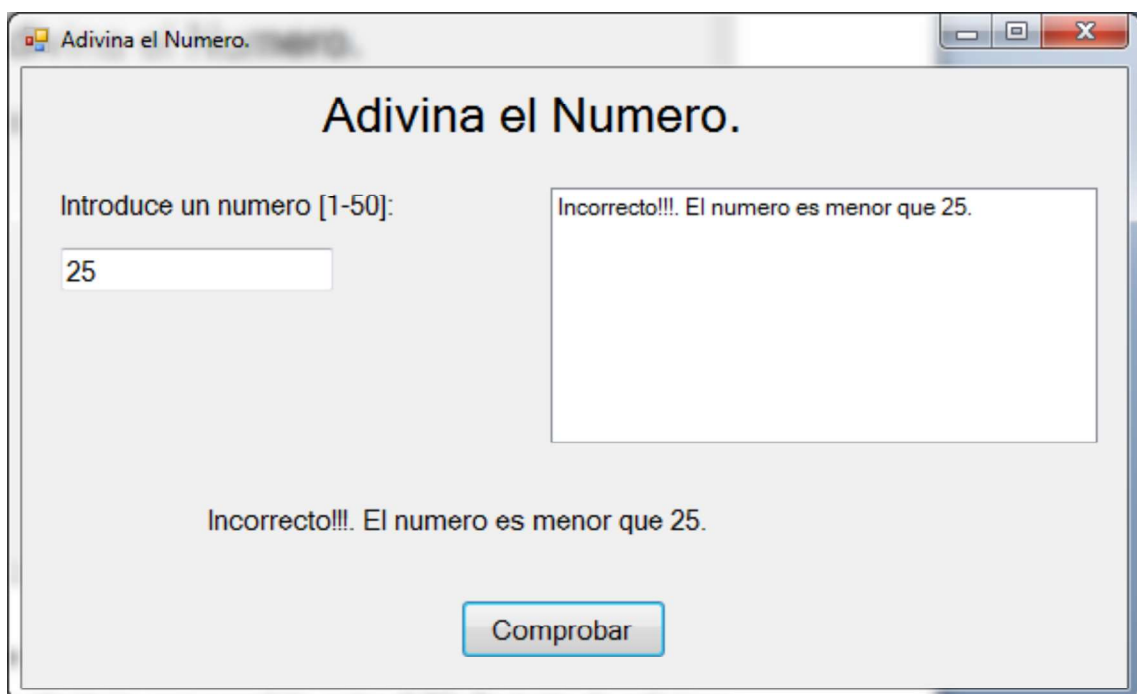 Adivina el Numero.
Adivina el Numero.
Introduce un numero [1-50]:
25
Incorrecto!!!. El numero es menor que 25.
Incorrecto!!!. El numero es menor que 25.
Comprobar